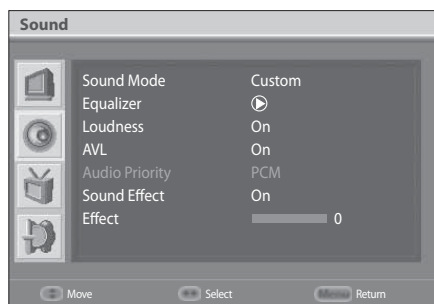 Sound
Sound Mode Custom
Equalizer
Loudness On
AVL On
Audio Priority PCM
Sound Effect On
Effect 0
Move Select Menu Return